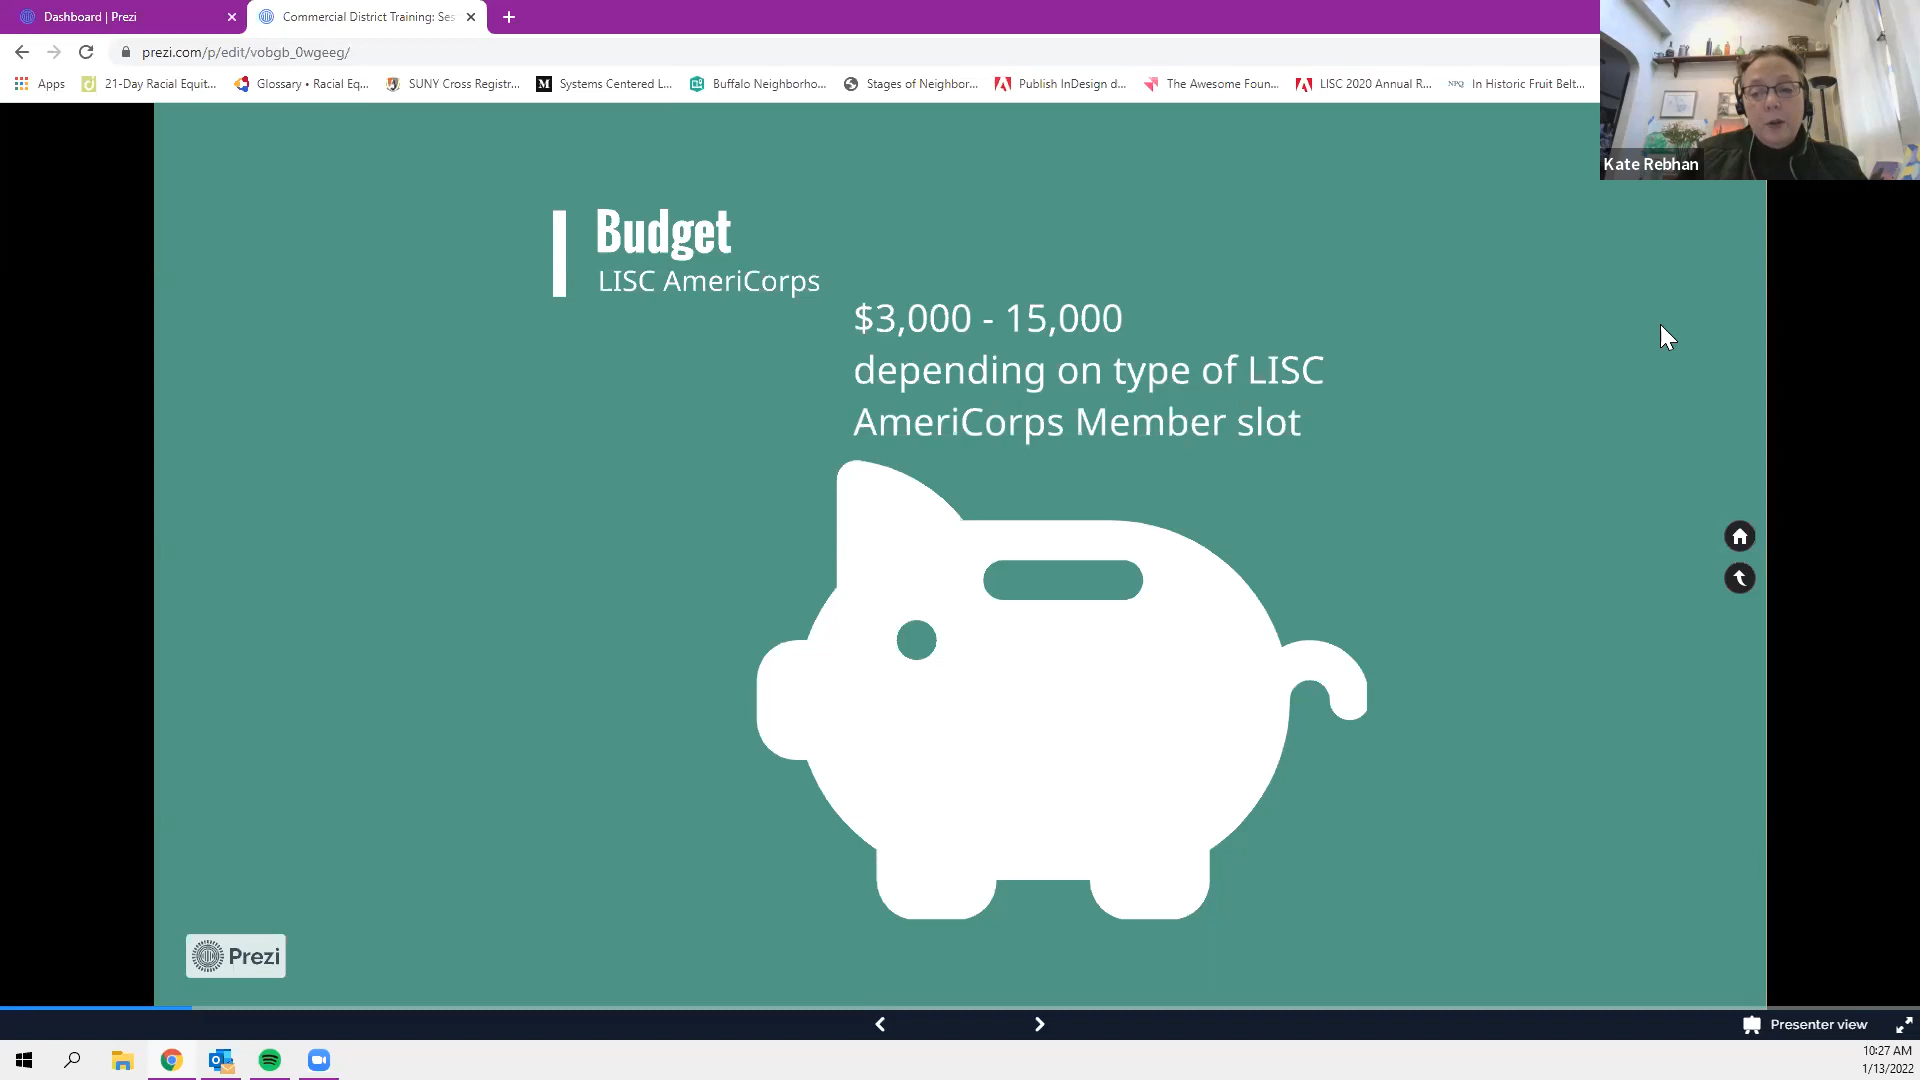 Dashboard | Prezi
Commercial District Training: Ses
prezi.com/p/edit/vobgb_0wgeeg/
Apps
21-Day Racial Equit...
Glossary • Racial Eq...
SUNY Cross Registr...
Systems Centered L...
Buffalo Neighborho...
Stages of Neighbor...
Publish InDesign d...
The Awesome Foun...
LISC 2020 Annual R...
NPQ In Historic Fruit Belt...
Kate Rebhan
Budget
LISC AmeriCorps
$3,000 - 15,000
depending on type of LISC
AmeriCorps Member slot
Prezi
Presenter view
10:27 AM
1/13/2022